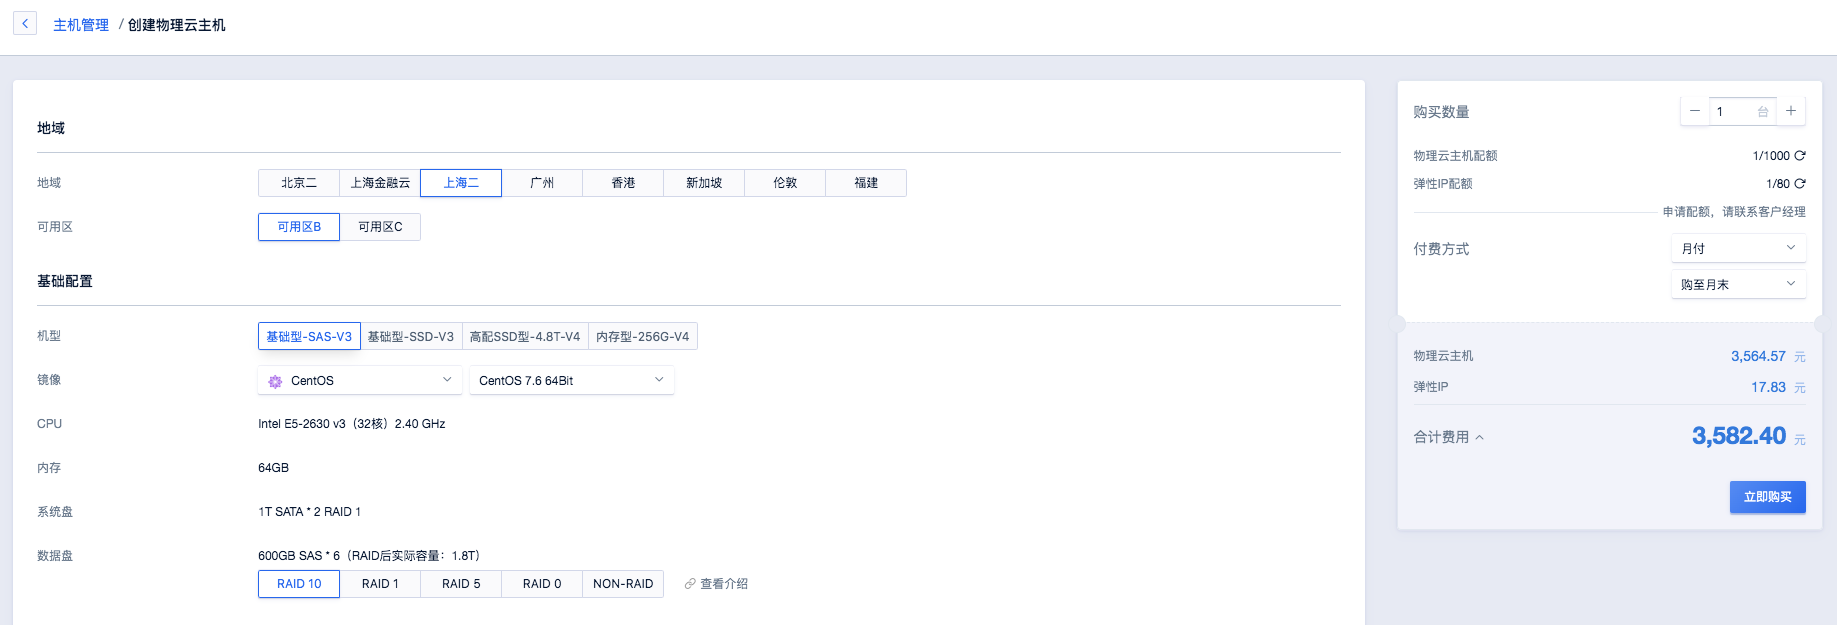 主机管理 / 创建物理云主机
地域
地域 北京二 上海金融云 上海二 广州 香港 新加坡 伦敦 福建
可用区 可用区B 可用区C
基础配置
机型 基础型-SAS-V3 基础型-SSD-V3 高配SSD型-4.8T-V4 内存型-256G-V4
镜像 CentOS CentOS 7.6 64Bit
CPU Intel E5-2630 v3（32核）2.40 GHz
内存 64GB
系统盘 1T SATA * 2 RAID 1
数据盘 600GB SAS * 6（RAID后实际容量：1.8T）
RAID 10 RAID 1 RAID 5 RAID 0 NON-RAID 查看介绍
购买数量 1 台
物理云主机配额 1/1000
弹性IP配额 1/80
申请配额，请联系客户经理
付费方式 月付
购至月末
物理云主机 3,564.57 元
弹性IP 17.83 元
合计费用 3,582.40 元
立即购买